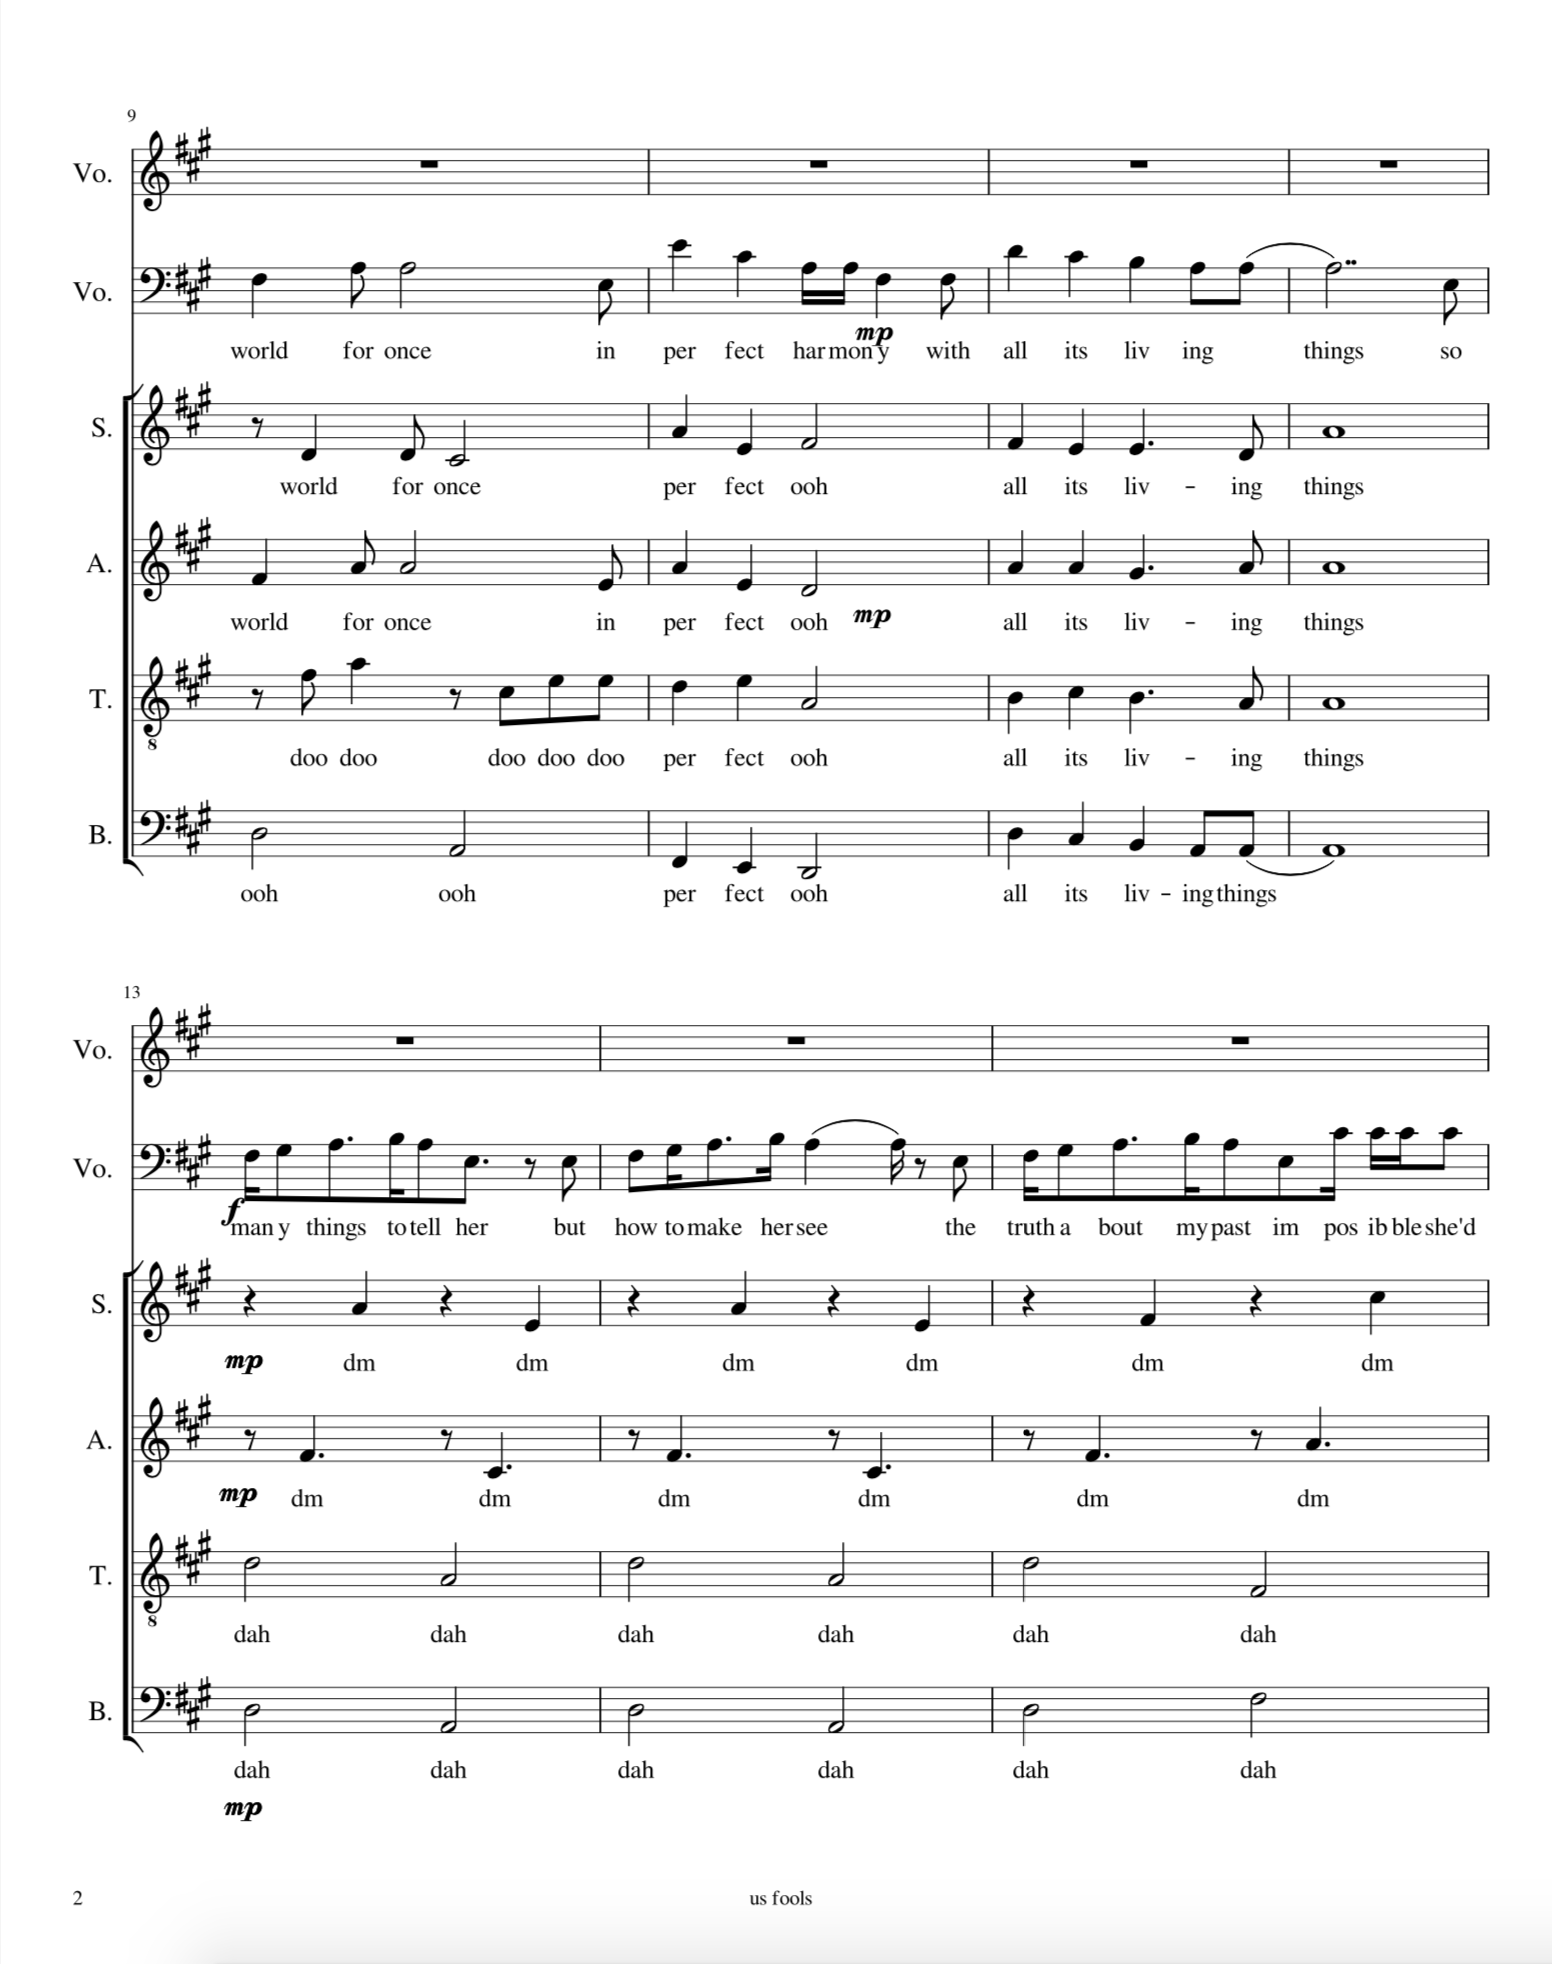 9
Vo.
Vo.
mp
world for once in per fect har mon y with all its liv ing things so
S.
world for once per fect ooh all its liv - ing things
A.
world for once in per fect ooh mp all its liv - ing things
T.
8
doo doo doo doo doo per fect ooh all its liv - ing things
B.
ooh ooh per fect ooh all its liv - ing things
13
Vo.
Vo.
f
man y things to tell her but how to make her see the truth a bout my past im pos ib ble she'd
S.
mp dm dm dm dm dm dm
A.
mp dm dm dm dm dm dm
T.
8
dah dah dah dah dah dah
B.
dah dah dah dah dah dah
mp
2 us fools